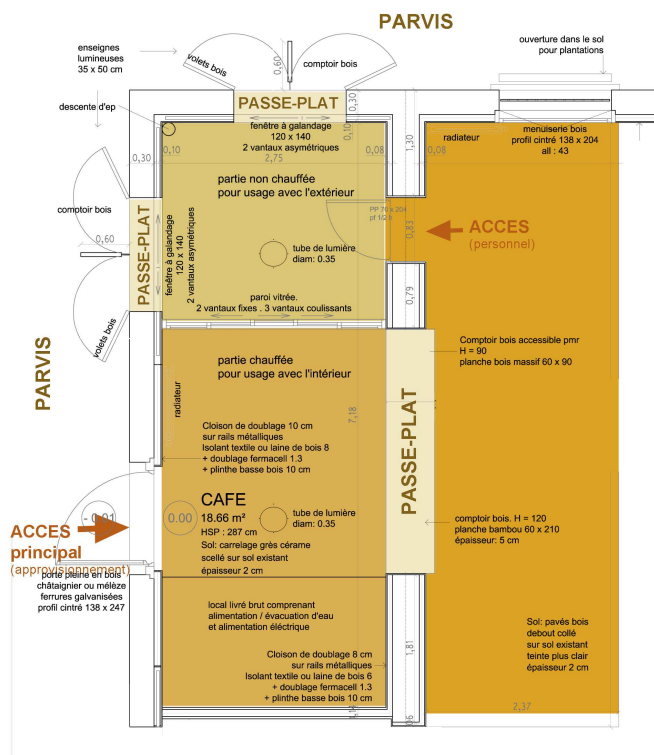 PARVIS
enseignes
lumineuses
35 x 50 cm
volets bois
0,60
comptoir bois
ouverture dans le sol
pour plantations
descente d'ep
PASSE-PLAT
0,30
fenêtre à galandage
120 x 140
2 vantaux asymétriques
0,10
1,30
radiateur
menuiserie bois
profil cintré 138 x 204
all : 43
0,30
0,10
2,75
0,08
0,08
partie non chauffée
pour usage avec l'extérieur
comptoir bois
0,60
PASSE-PLAT
fenêtre à galandage
120 x 140
2 vantaux asymétriques
PP 70 x 204
pf 1/2 h
0,83
ACCES
(personnel)
tube de lumière
diam: 0.35
volets bois
paroi vitrée.
2 vantaux fixes . 3 vantaux coulissants
0,79
PARVIS
partie chauffée
pour usage avec l'intérieur
radiateur
Comptoir bois accessible pmr
H = 90
planche bois massif 60 x 90
PASSE-PLAT
7,18
Cloison de doublage 10 cm
sur rails métalliques
Isolant textile ou laine de bois 8
+ doublage fermacell 1.3
+ plinthe basse bois 10 cm
- 0.01
0.00
CAFE
18.66 m²
HSP : 287 cm
Sol: carrelage grès cérame
scellé sur sol existant
épaisseur 2 cm
tube de lumière
diam: 0.35
comptoir bois. H = 120
planche bambou 60 x 210
épaisseur: 5 cm
ACCES
principal
(approvisionnement)
porte pleine en bois
châtaignier ou mélèze
ferrures galvanisées
profil cintré 138 x 247
local livré brut comprenant
alimentation / évacuation d'eau
et alimentation électrique
Sol: pavés bois
debout collé
sur sol existant
teinte plus clair
épaisseur 2 cm
Cloison de doublage 8 cm
sur rails métalliques
Isolant textile ou laine de bois 6
+ doublage fermacell 1.3
+ plinthe basse bois 10 cm
1,81
2,37